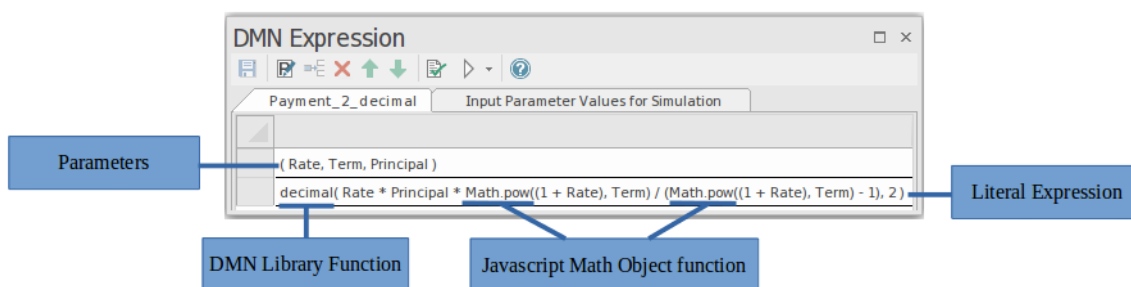 DMN Expression
Payment_2_decimal
Input Parameter Values for Simulation
Parameters
( Rate, Term, Principal )
decimal( Rate * Principal * Math.pow((1 + Rate), Term) / (Math.pow((1 + Rate), Term) - 1), 2 )
Literal Expression
DMN Library Function
Javascript Math Object function